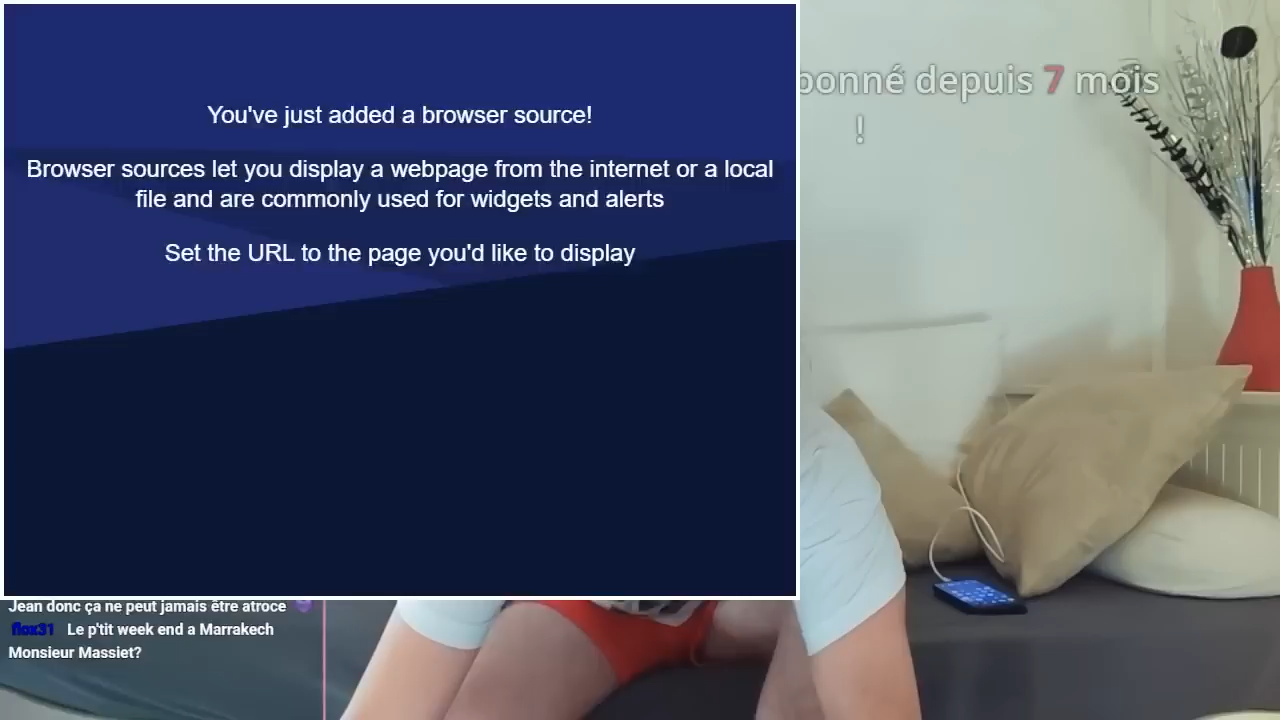 You've just added a browser source!
Browser sources let you display a webpage from the internet or a local
file and are commonly used for widgets and alerts
Set the URL to the page you'd like to display
bonné depuis 7 mois
!
Jean donc ça ne peut jamais être atroce
flox31 Le p'tit week end a Marrakech
Monsieur Massiet?